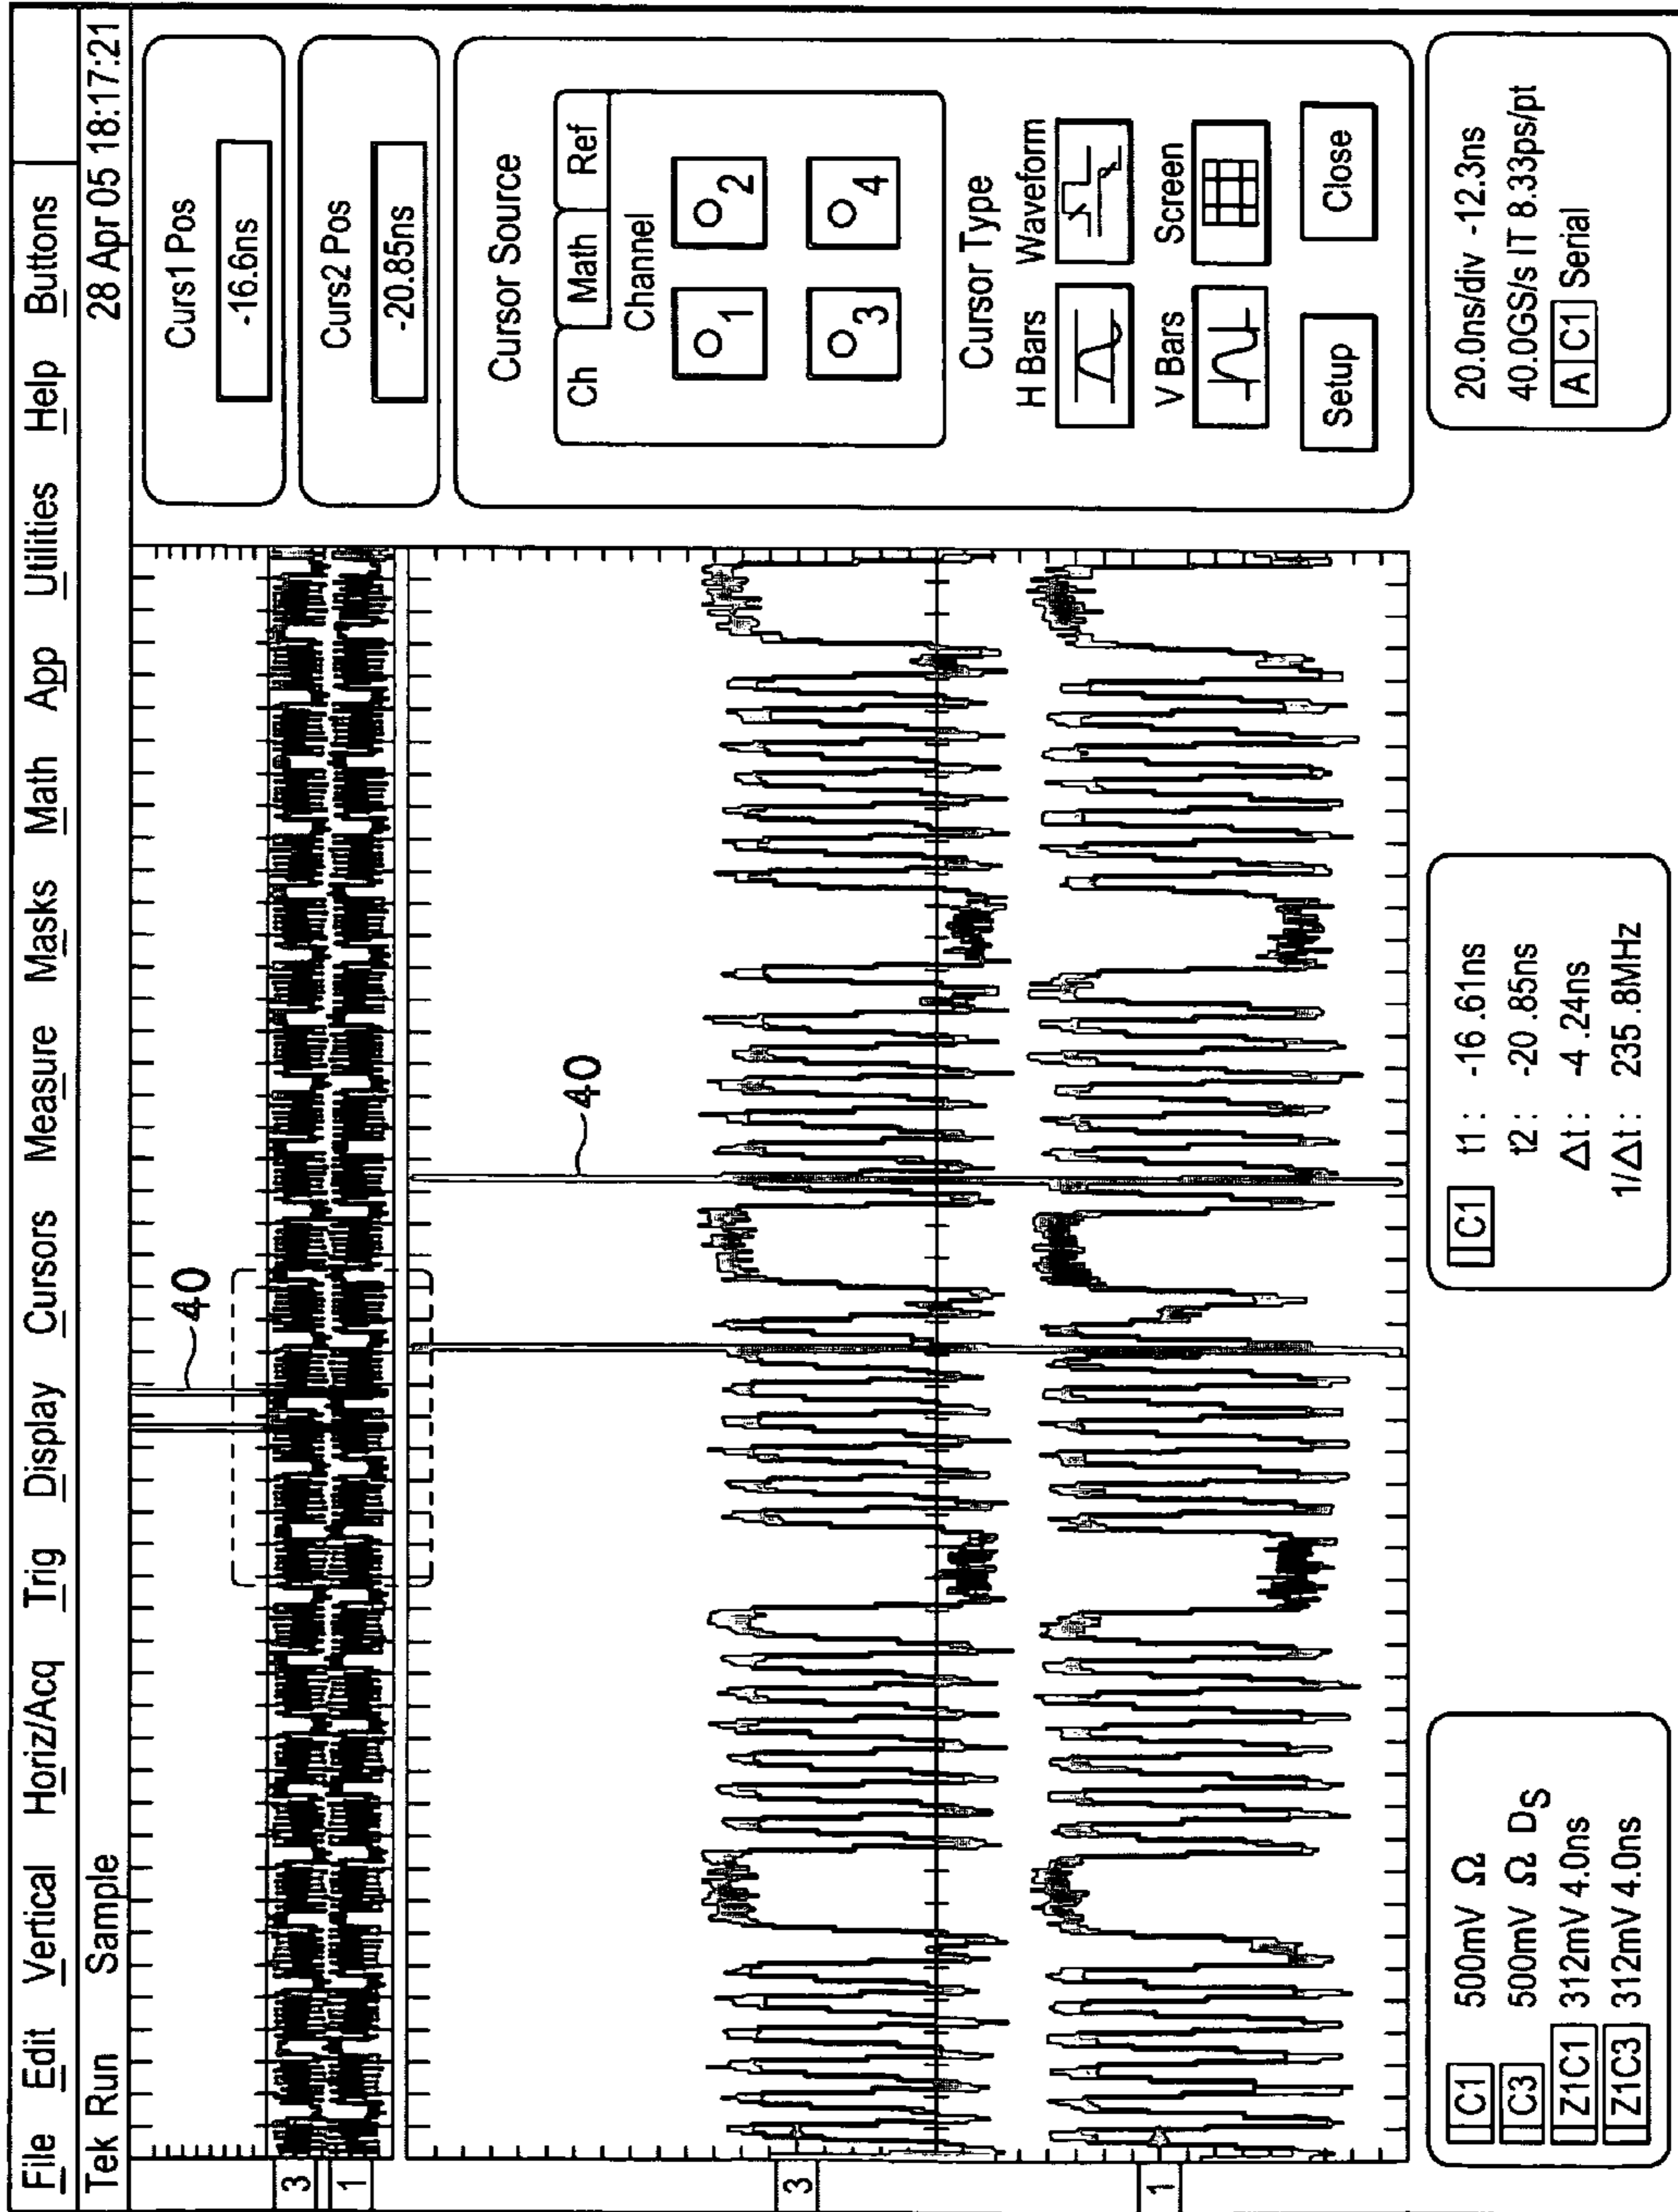 File Edit Vertical Horiz/Acq Trig Display Cursors Measure Masks Math App Utilities Help Buttons
Tek Run Sample 28 Apr 05 18:17:21
3
1
40
40
3
1
Curs1 Pos
-16.6ns
Curs2 Pos
-20.85ns
Cursor Source
Ch Math Ref
Channel
1 2
3 4
Cursor Type
H Bars Waveform
V Bars Screen
Setup Close
C1 500mV Ω
C3 500mV Ω DS
Z1C1 312mV 4.0ns
Z1C3 312mV 4.0ns
C1 t1 : -16 .61ns
t2 : -20 .85ns
Δt : -4 .24ns
1/Δt : 235 .8MHz
20.0ns/div -12.3ns
40.0GS/s IT 8.33ps/pt
A C1 Serial